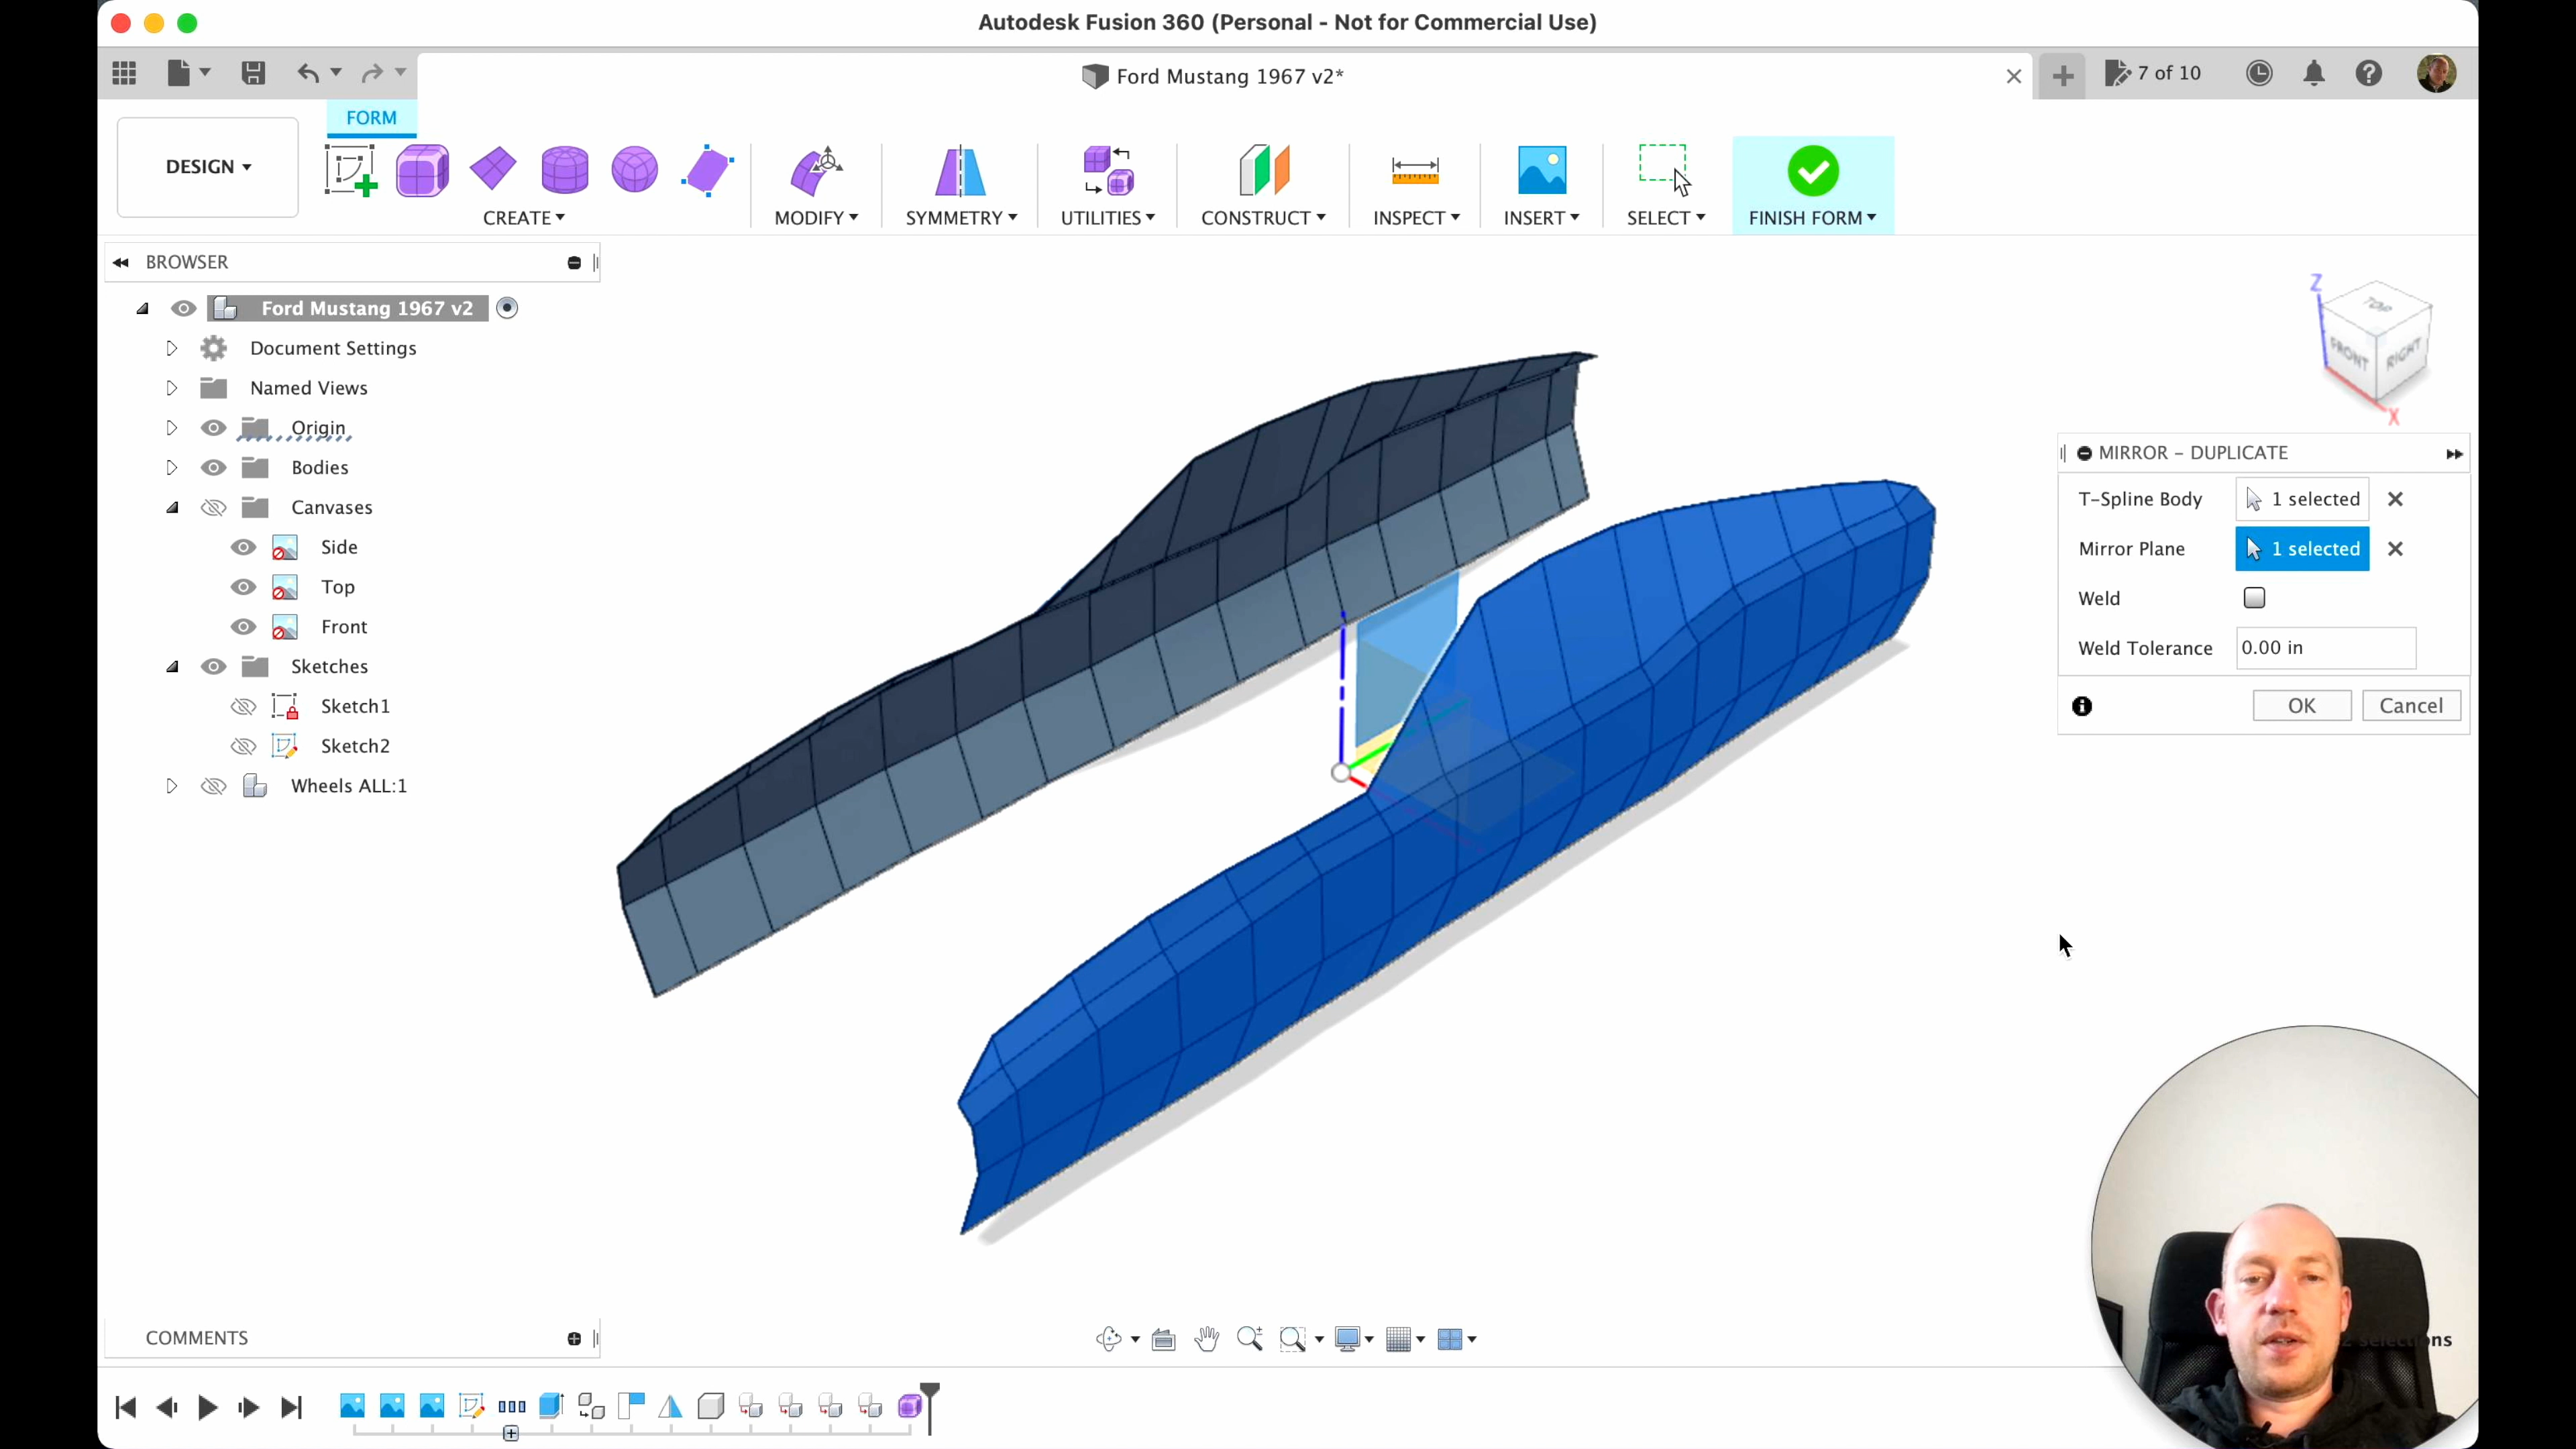 Autodesk Fusion 360 (Personal - Not for Commercial Use)
Ford Mustang 1967 v2*
7 of 10
FORM
DESIGN
CREATE
MODIFY
SYMMETRY
UTILITIES
CONSTRUCT
INSPECT
INSERT
SELECT
FINISH FORM
BROWSER
Ford Mustang 1967 v2
Document Settings
Named Views
Origin
Bodies
Canvases
Side
Top
Front
Sketches
Sketch1
Sketch2
Wheels ALL:1
Z
TOP
FRONT
RIGHT
X
MIRROR - DUPLICATE
T-Spline Body
1 selected
Mirror Plane
1 selected
Weld
Weld Tolerance
0.00 in
OK
Cancel
COMMENTS